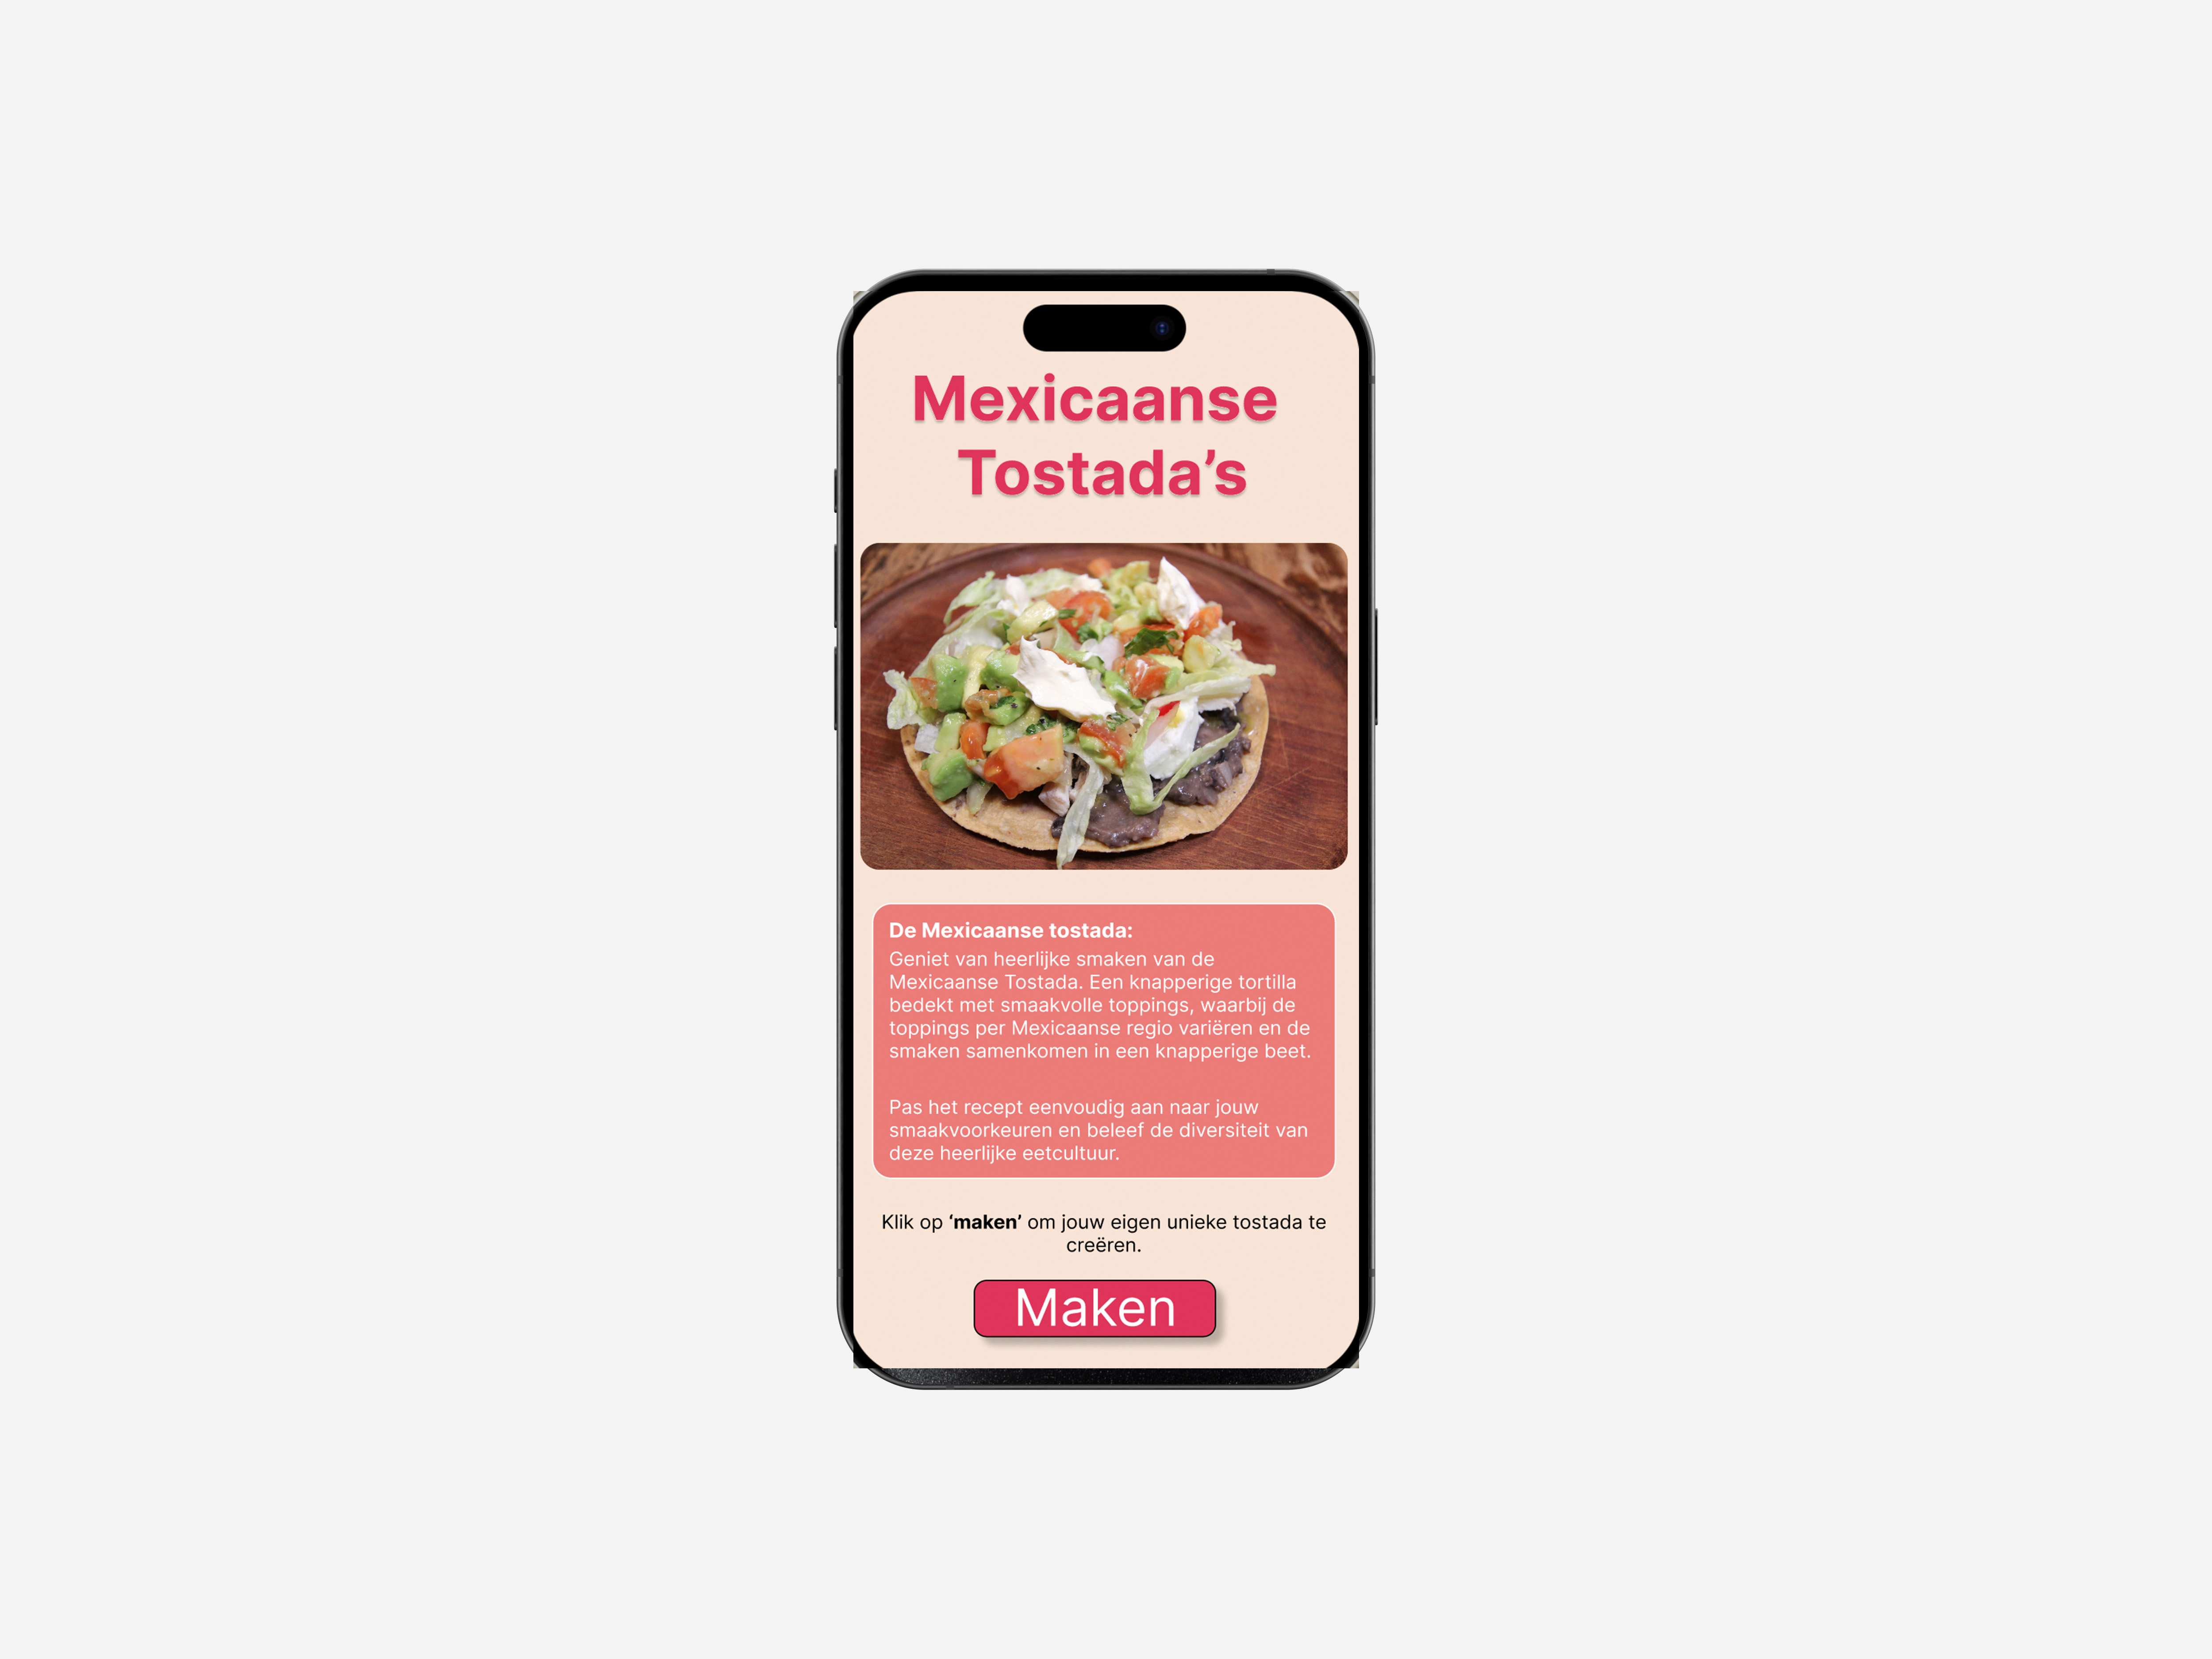 Mexicaanse
Tostada’s
De Mexicaanse tostada:
Geniet van heerlijke smaken van de
Mexicaanse Tostada. Een knapperige tortilla
bedekt met smaakvolle toppings, waarbij de
toppings per Mexicaanse regio variëren en de
smaken samenkomen in een knapperige beet.
Pas het recept eenvoudig aan naar jouw
smaakvoorkeuren en beleef de diversiteit van
deze heerlijke eetcultuur.
Klik op ‘maken’ om jouw eigen unieke tostada te
creëren.
Maken